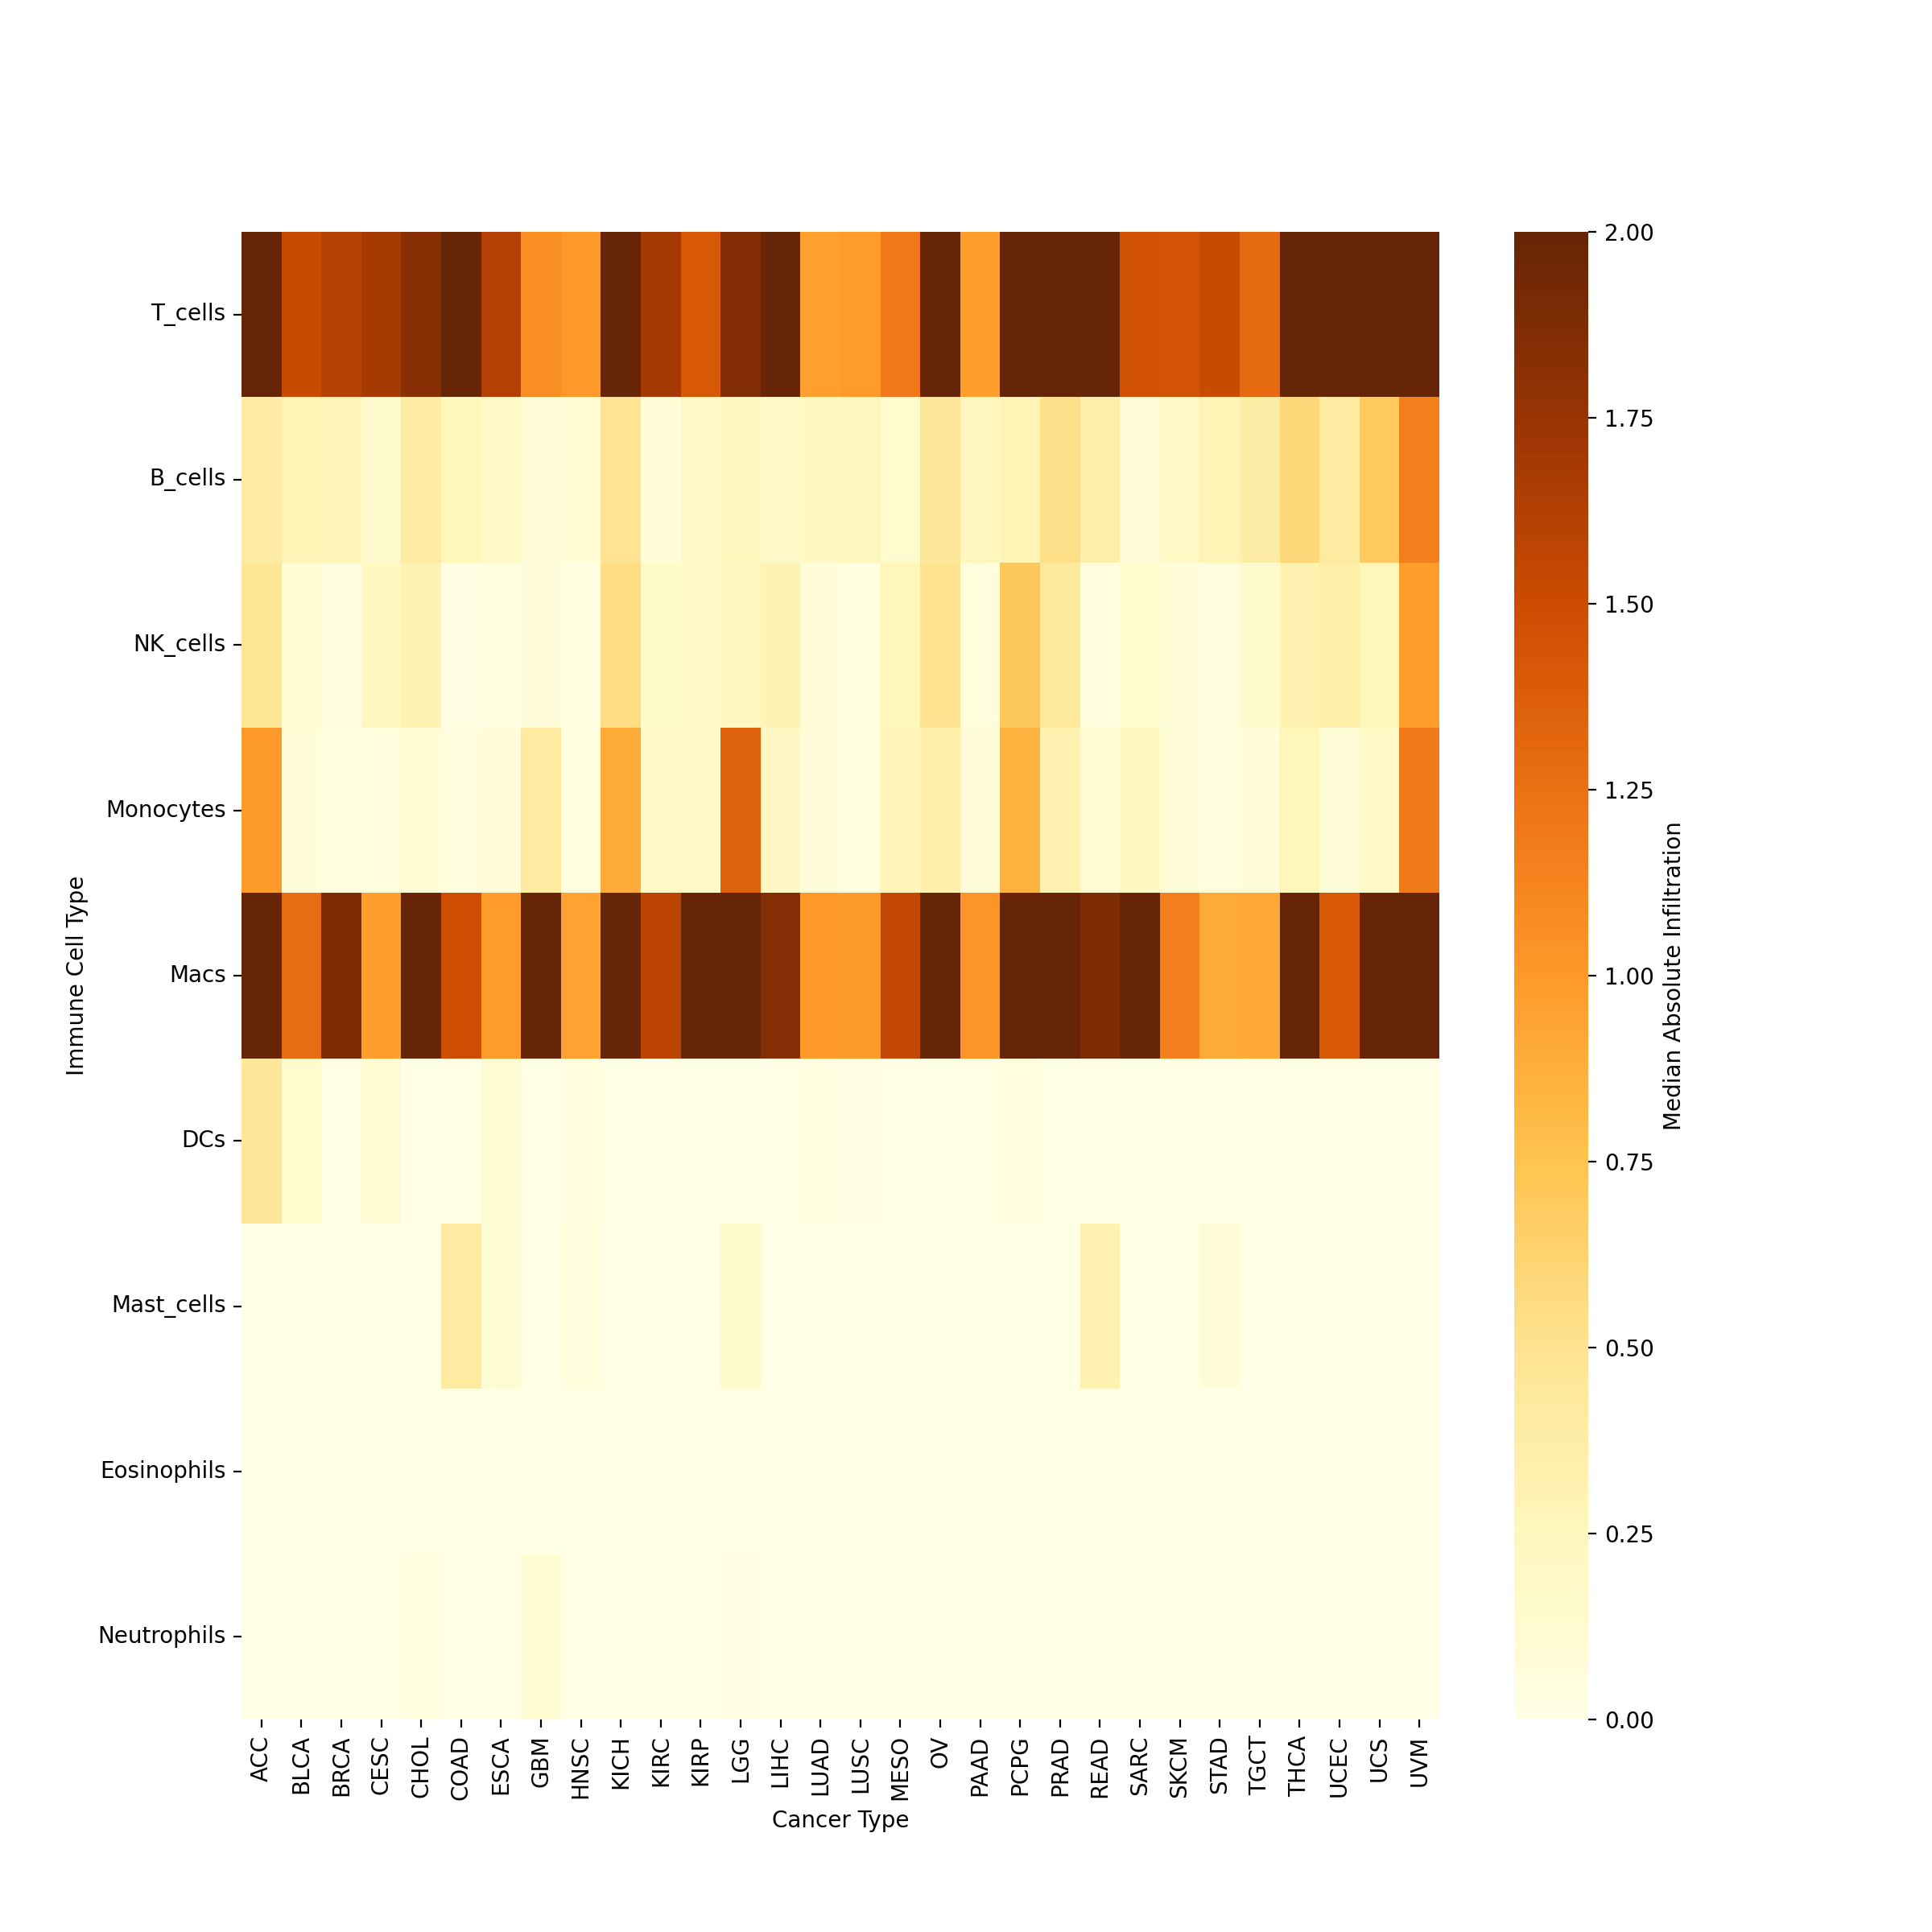 T_cells
B_cells
NK_cells
Monocytes
Macs
DCs
Mast_cells
Eosinophils
Neutrophils
Immune Cell Type
ACC
BLCA
BRCA
CESC
CHOL
COAD
ESCA
GBM
HNSC
KICH
KIRC
KIRP
LGG
LIHC
LUAD
LUSC
MESO
OV
PAAD
PCPG
PRAD
READ
SARC
SKCM
STAD
TGCT
THCA
UCEC
UCS
UVM
Cancer Type
2.00
1.75
1.50
1.25
1.00
0.75
0.50
0.25
0.00
Median Absolute Infiltration